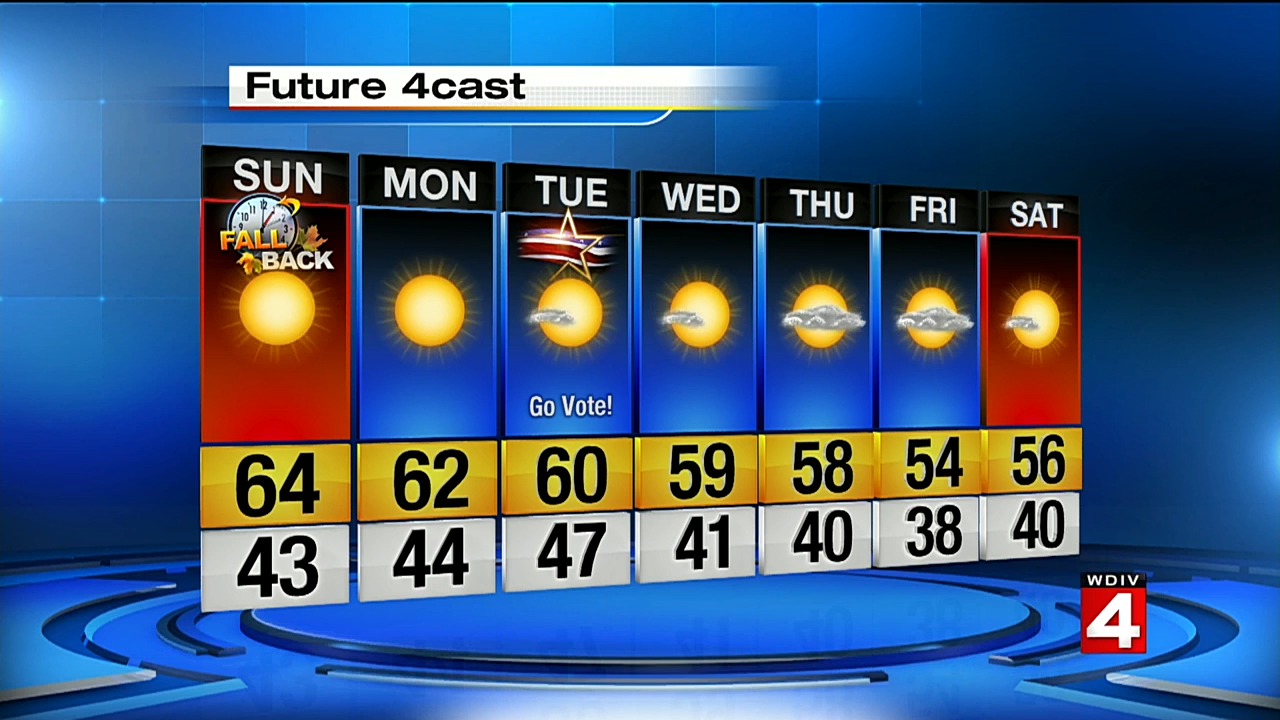 Future 4cast
SUN MON TUE WED THU FRI SAT
FALL
BACK
Go Vote!
64 62 60 59 58 54 56
43 44 47 41 40 38 40
WDIV
4